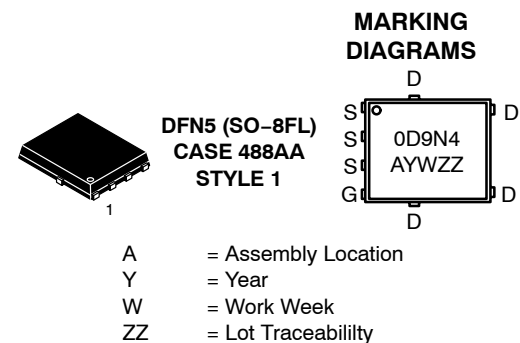 MARKING
DIAGRAMS
DFN5 (SO−8FL)
CASE 488AA
STYLE 1
1
D
S
S
S
G
D
D
D
0D9N4
AYWZZ
A = Assembly Location
Y = Year
W = Work Week
ZZ = Lot Traceabililty